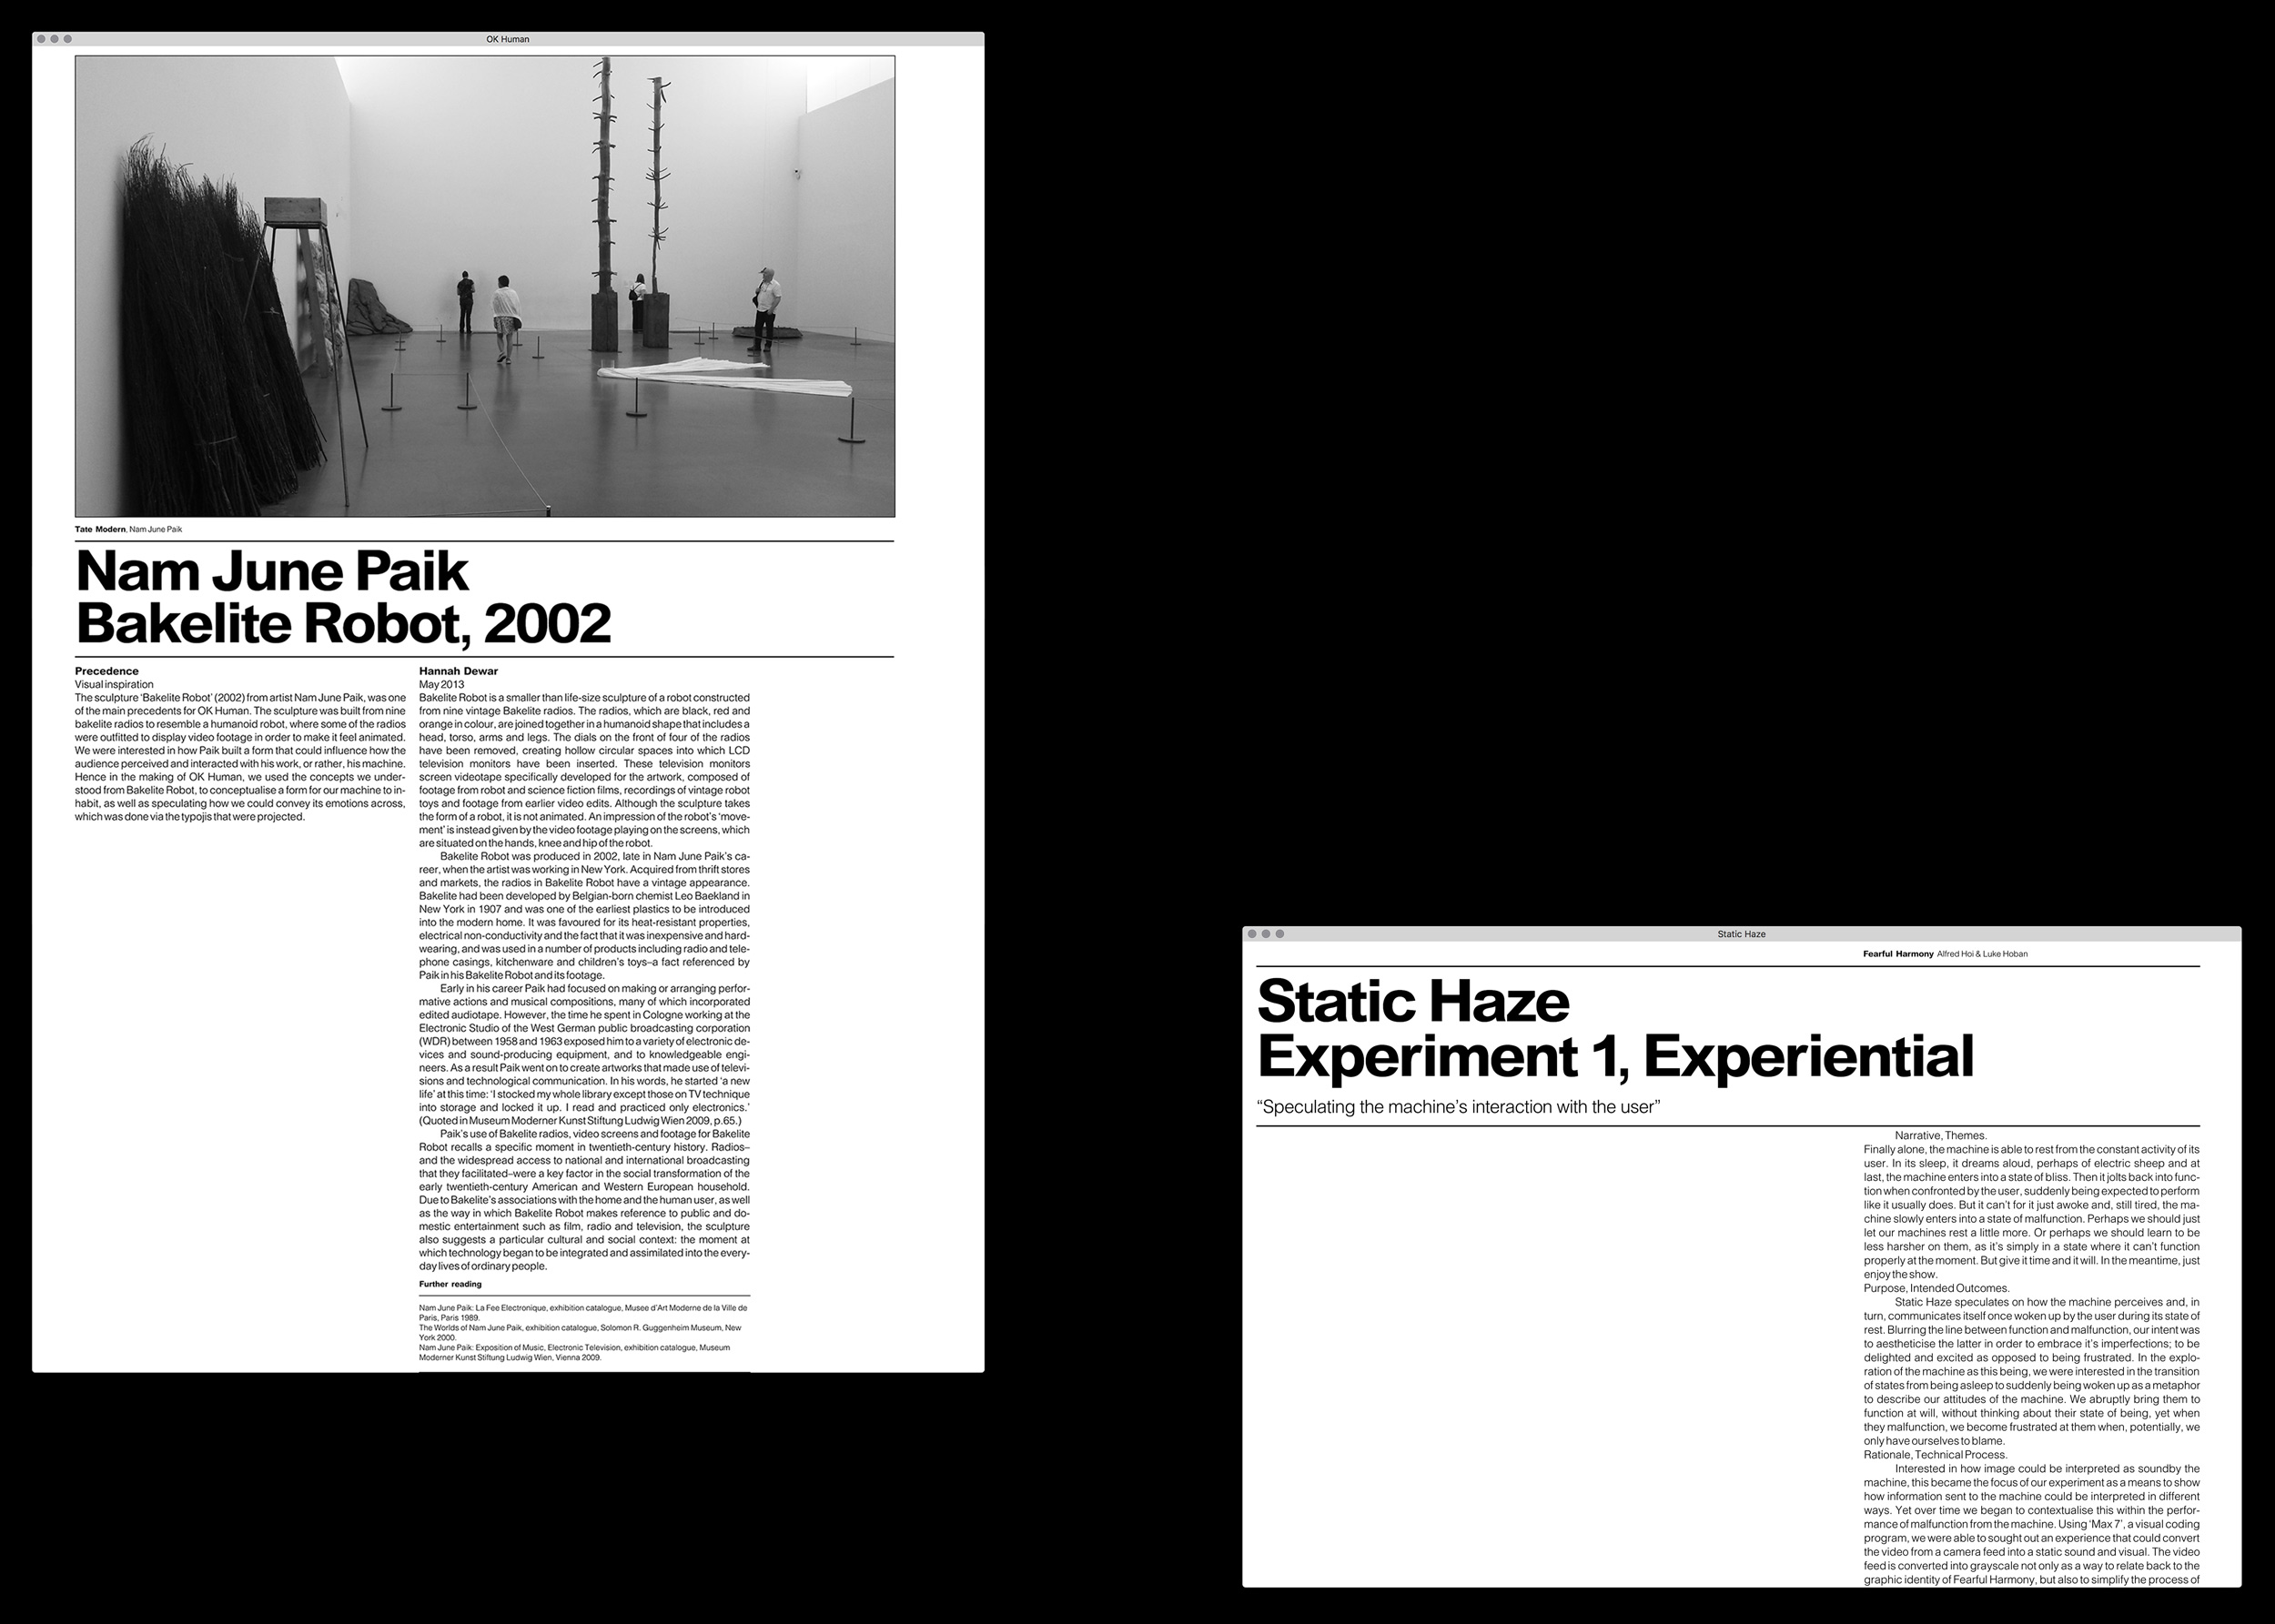 OK Human
Tate Modern, Nam June Paik
Nam June Paik
Bakelite Robot, 2002
Precedence
Visual inspiration
The sculpture ‘Bakelite Robot’ (2002) from artist Nam June Paik, was one
of the main precedents for OK Human. The sculpture was built from nine
bakelite radios to resemble a humanoid robot, where some of the radios
were outfitted to display video footage in order to make it feel animated.
We were interested in how Paik built a form that could influence how the
audience perceived and interacted with his work, or rather, his machine.
Hence in the making of OK Human, we used the concepts we under-
stood from Bakelite Robot, to conceptualise a form for our machine to in-
habit, as well as speculating how we could convey its emotions across,
which was done via the typojis that were projected.
Hannah Dewar
May 2013
Bakelite Robot is a smaller than life-size sculpture of a robot constructed
from nine vintage Bakelite radios. The radios, which are black, red and
orange in colour, are joined together in a humanoid shape that includes a
head, torso, arms and legs. The dials on the front of four of the radios
have been removed, creating hollow circular spaces into which LCD
television monitors have been inserted. These television monitors
screen videotape specifically developed for the artwork, composed of
footage from robot and science fiction films, recordings of vintage robot
toys and footage from earlier video edits. Although the sculpture takes
the form of a robot, it is not animated. An impression of the robot’s ‘move-
ment’ is instead given by the video footage playing on the screens, which
are situated on the hands, knee and hip of the robot.
Bakelite Robot was produced in 2002, late in Nam June Paik’s ca-
reer, when the artist was working in New York. Acquired from thrift stores
and markets, the radios in Bakelite Robot have a vintage appearance.
Bakelite had been developed by Belgian-born chemist Leo Baekland in
New York in 1907 and was one of the earliest plastics to be introduced
into the modern home. It was favoured for its heat-resistant properties,
electrical non-conductivity and the fact that it was inexpensive and hard-
wearing, and was used in a number of products including radio and tele-
phone casings, kitchenware and children’s toys–a fact referenced by
Paik in his Bakelite Robot and its footage.
Early in his career Paik had focused on making or arranging perfor-
mative actions and musical compositions, many of which incorporated
edited audiotape. However, the time he spent in Cologne working at the
Electronic Studio of the West German public broadcasting corporation
(WDR) between 1958 and 1963 exposed him to a variety of electronic de-
vices and sound-producing equipment, and to knowledgeable engi-
neers. As a result Paik went on to create artworks that made use of televi-
sions and technological communication. In his words, he started ‘a new
life’ at this time: ‘I stocked my whole library except those on TV technique
into storage and locked it up. I read and practiced only electronics.’
(Quoted in Museum Moderner Kunst Stiftung Ludwig Wien 2009, p.65.)
Paik’s use of Bakelite radios, video screens and footage for Bakelite
Robot recalls a specific moment in twentieth-century history. Radios–
and the widespread access to national and international broadcasting
that they facilitated–were a key factor in the social transformation of the
early twentieth-century American and Western European household.
Due to Bakelite’s associations with the home and the human user, as well
as the way in which Bakelite Robot makes reference to public and do-
mestic entertainment such as film, radio and television, the sculpture
also suggests a particular cultural and social context: the moment at
which technology began to be integrated and assimilated into the every-
day lives of ordinary people.
Further reading
Nam June Paik: La Fee Electronique, exhibition catalogue, Musee d’Art Moderne de la Ville de
Paris, Paris 1989.
The Worlds of Nam June Paik, exhibition catalogue, Solomon R. Guggenheim Museum, New
York 2000.
Nam June Paik: Exposition of Music, Electronic Television, exhibition catalogue, Museum
Moderner Kunst Stiftung Ludwig Wien, Vienna 2009.
Static Haze
Fearful Harmony Alfred Hoi & Luke Hoban
Static Haze
Experiment 1, Experiential
“Speculating the machine’s interaction with the user”
Narrative, Themes.
Finally alone, the machine is able to rest from the constant activity of its
user. In its sleep, it dreams aloud, perhaps of electric sheep and at
last, the machine enters into a state of bliss. Then it jolts back into func-
tion when confronted by the user, suddenly being expected to perform
like it usually does. But it can’t for it just awoke and, still tired, the ma-
chine slowly enters into a state of malfunction. Perhaps we should just
let our machines rest a little more. Or perhaps we should learn to be
less harsher on them, as it’s simply in a state where it can’t function
properly at the moment. But give it time and it will. In the meantime, just
enjoy the show.
Purpose, Intended Outcomes.
Static Haze speculates on how the machine perceives and, in
turn, communicates itself once woken up by the user during its state of
rest. Blurring the line between function and malfunction, our intent was
to aestheticise the latter in order to embrace it’s imperfections; to be
delighted and excited as opposed to being frustrated. In the explo-
ration of the machine as this being, we were interested in the transition
of states from being asleep to suddenly being woken up as a metaphor
to describe our attitudes of the machine. We abruptly bring them to
function at will, without thinking about their state of being, yet when
they malfunction, we become frustrated at them when, potentially, we
only have ourselves to blame.
Rationale, Technical Process.
Interested in how image could be interpreted as soundby the
machine, this became the focus of our experiment as a means to show
how information sent to the machine could be interpreted in different
ways. Yet over time we began to contextualise this within the perfor-
mance of malfunction from the machine. Using ‘Max 7’, a visual coding
program, we were able to sought out an experience that could convert
the video from a camera feed into a static sound and visual. The video
feed is converted into grayscale not only as a way to relate back to the
graphic identity of Fearful Harmony, but also to simplify the process of